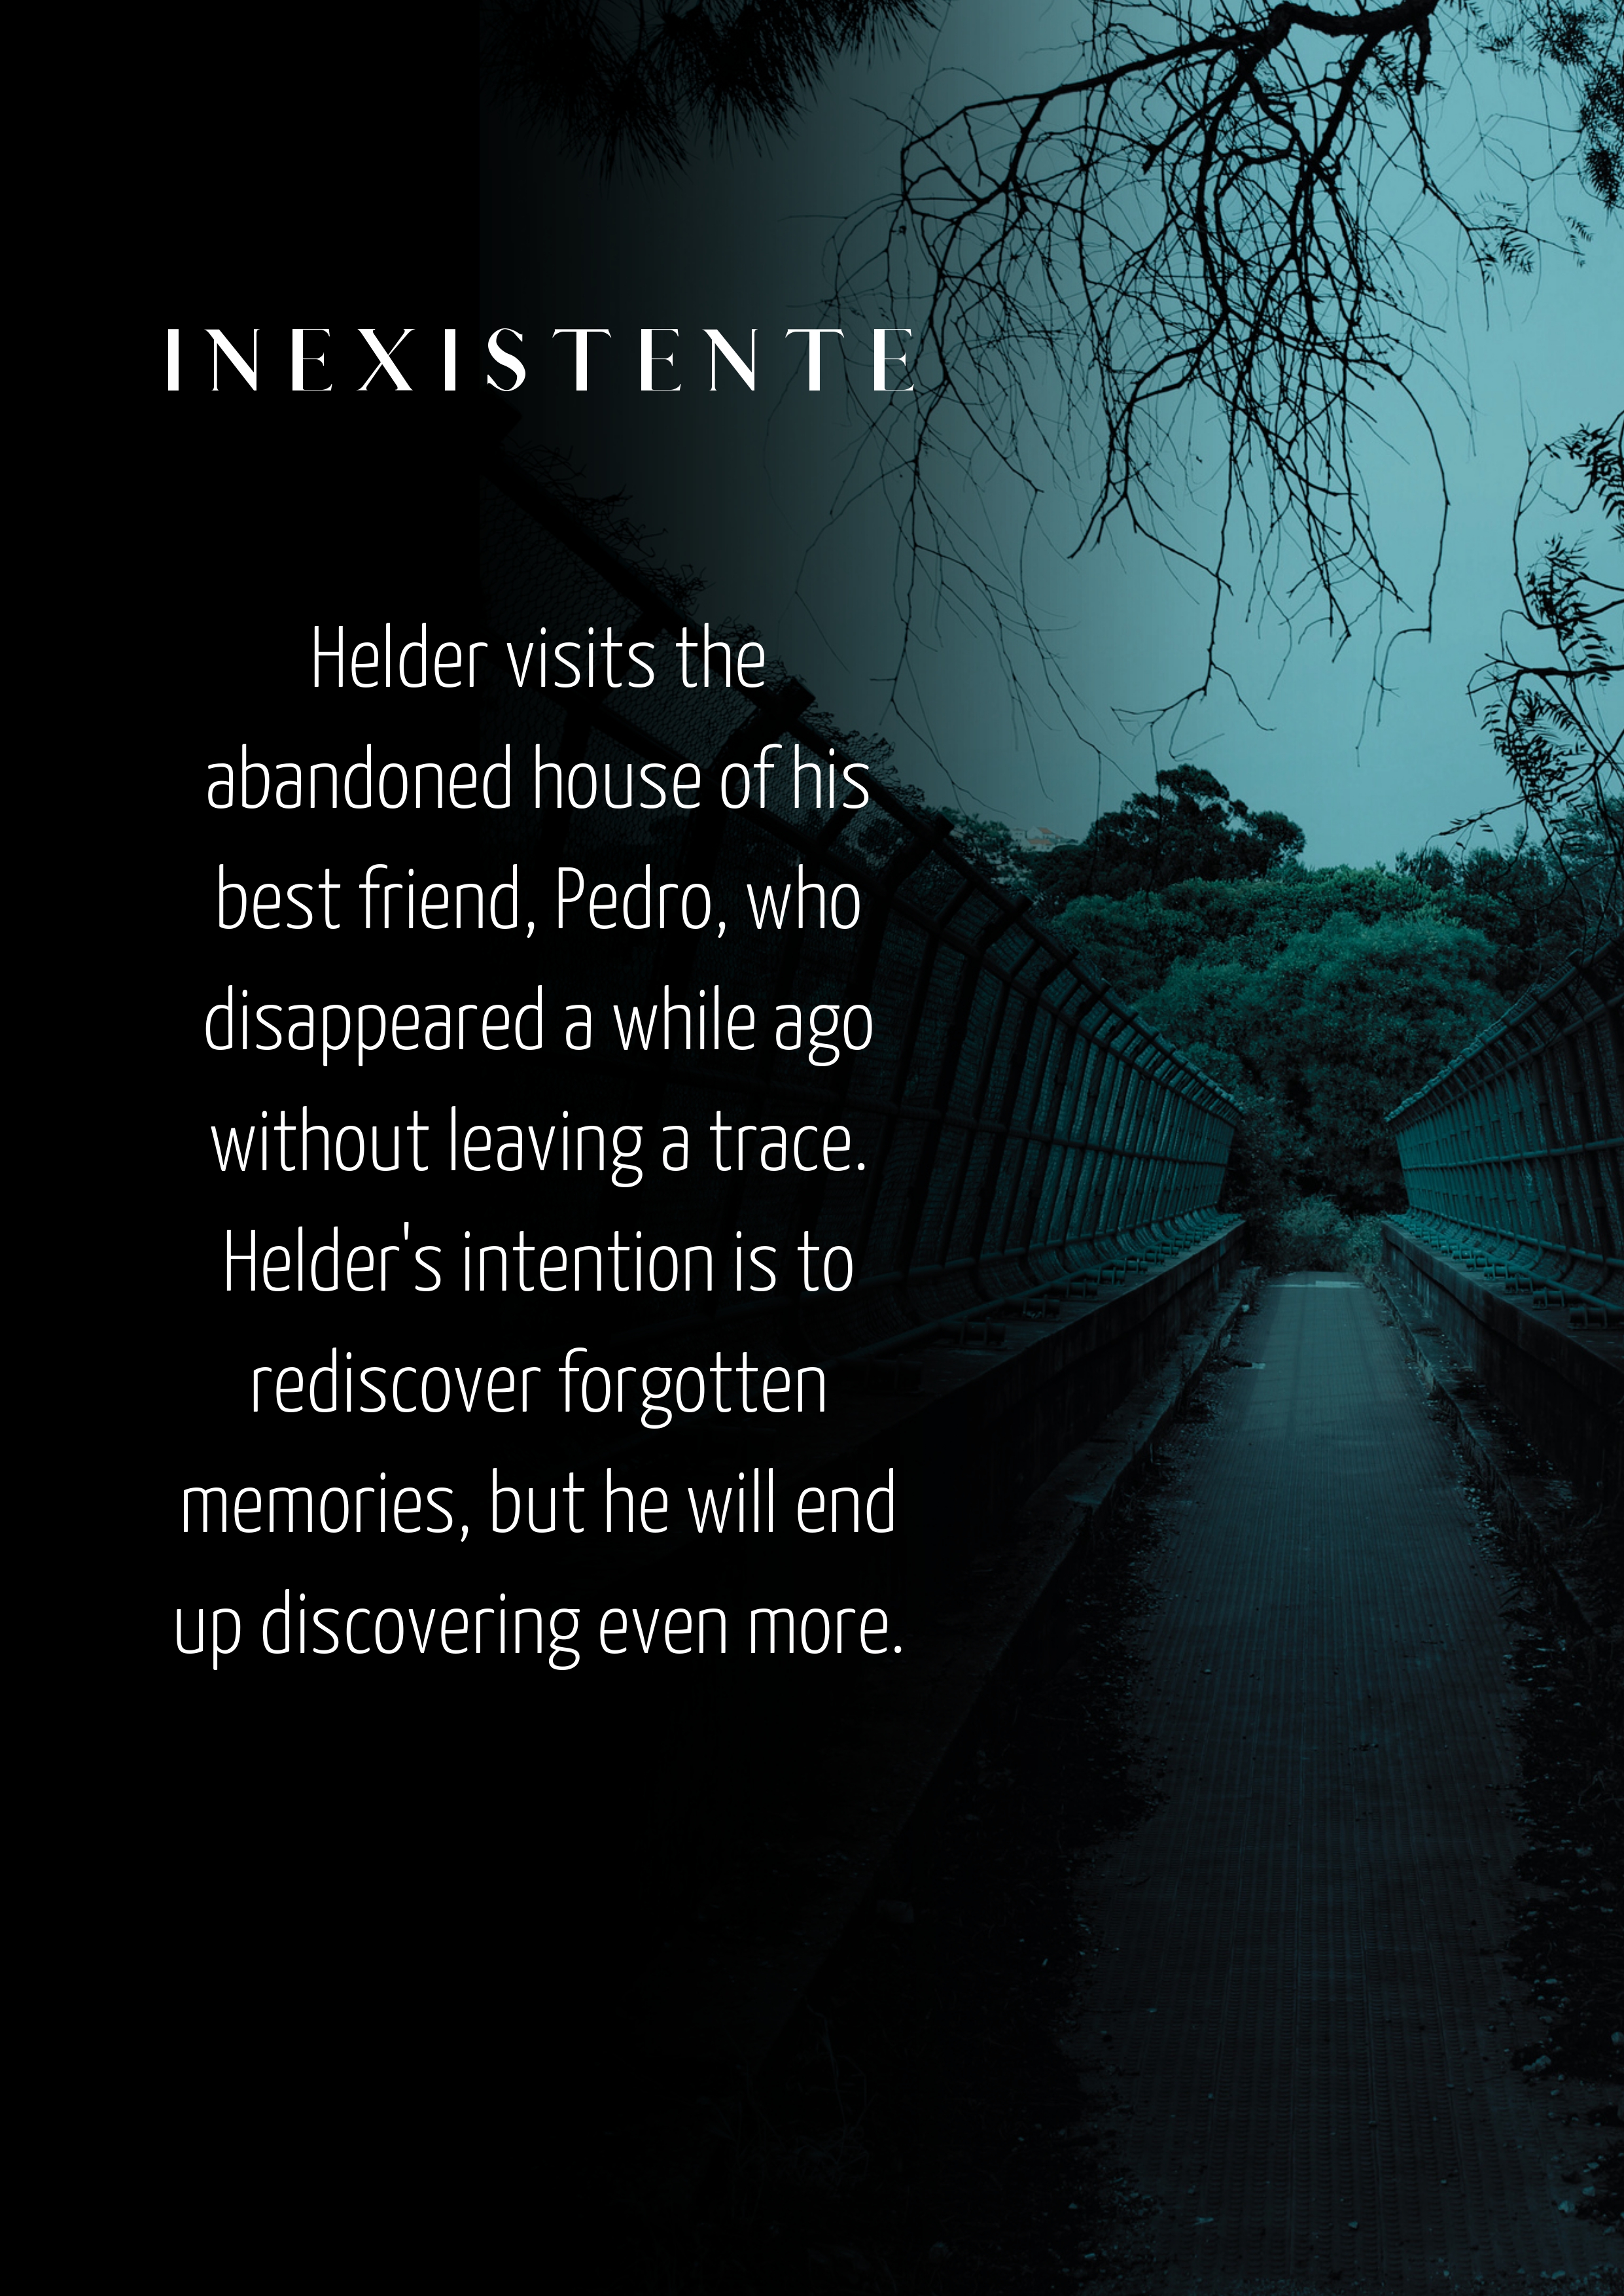 INEXISTENTE
Helder visits the
abandoned house of his
best friend, Pedro, who
disappeared a while ago
without leaving a trace.
Helder's intention is to
rediscover forgotten
memories, but he will end
up discovering even more.